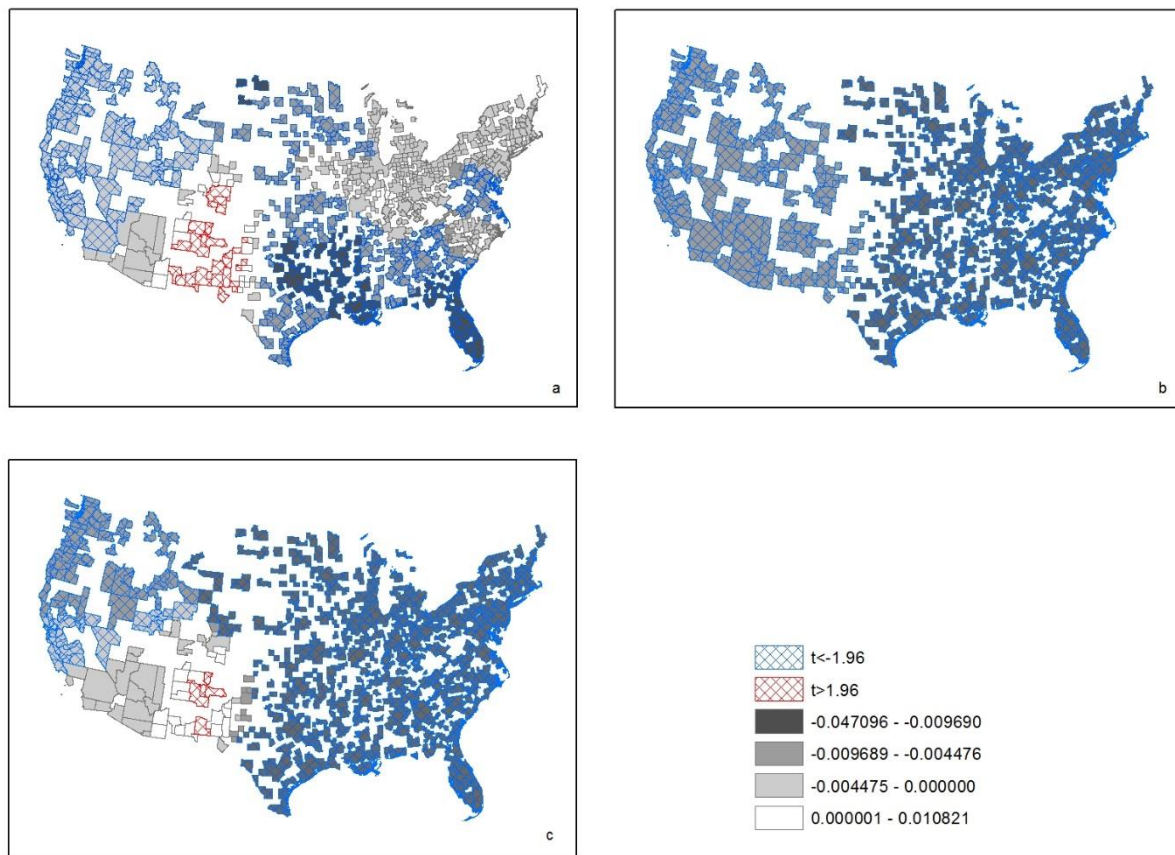 a
b
c
t<-1.96
t>1.96
-0.047096 - -0.009690
-0.009689 - -0.004476
-0.004475 - 0.000000
0.000001 - 0.010821